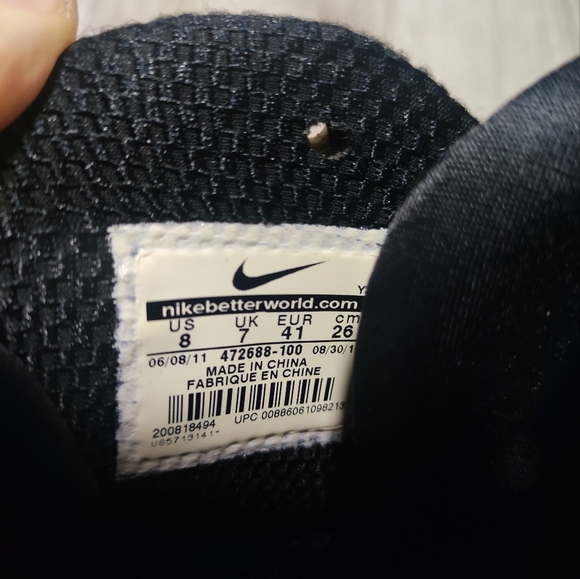 nikebetterworld.com
US UK EUR cm
8 7 41 26
06/08/11 472688-100 08/30/1
MADE IN CHINA
FABRIQUE EN CHINE
200818494 UPC 00886061098213
US5713141